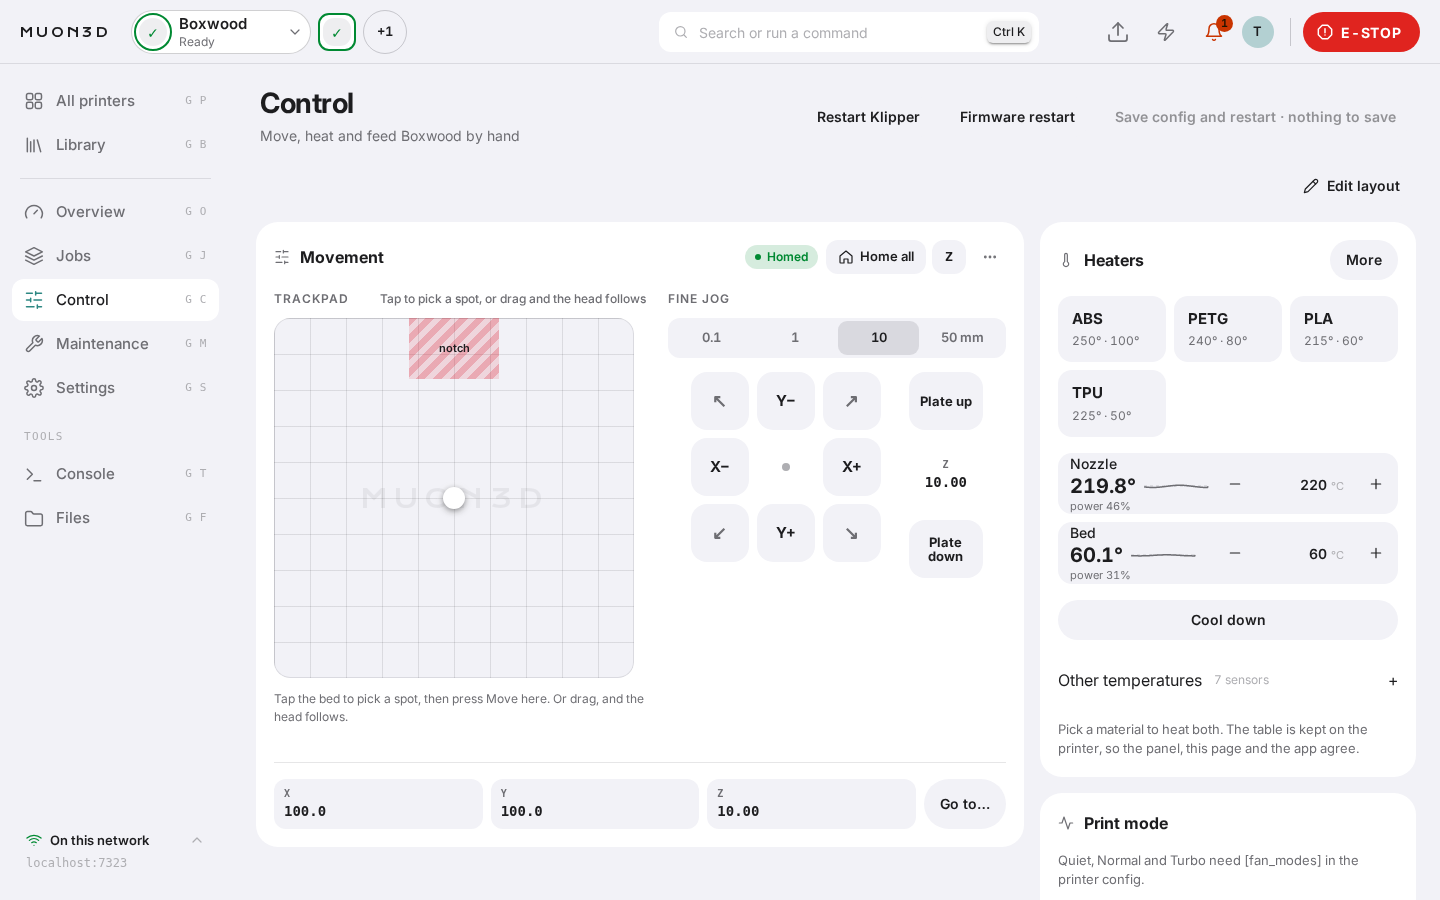 MUON3D
Boxwood
Ready
+1
Search or run a command
Ctrl K
1
T
E-STOP
All printers
G P
Library
G B
Overview
G O
Jobs
G J
Control
G C
Maintenance
G M
Settings
G S
TOOLS
Console
G T
Files
G F
On this network
localhost:7323
Control
Move, heat and feed Boxwood by hand
Restart Klipper
Firmware restart
Save config and restart · nothing to save
Edit layout
Movement
Homed
Home all
Z
TRACKPAD
Tap to pick a spot, or drag and the head follows
notch
MUON3D
Tap the bed to pick a spot, then press Move here. Or drag, and the
head follows.
FINE JOG
0.1
1
10
50 mm
↖
Y−
↗
Plate up
X−
X+
Z
10.00
↙
Y+
↘
Plate
down
X
100.0
Y
100.0
Z
10.00
Go to...
Heaters
More
ABS
250° · 100°
PETG
240° · 80°
PLA
215° · 60°
TPU
225° · 50°
Nozzle
219.8°
power 46%
−
220 °C
+
Bed
60.1°
power 31%
−
60 °C
+
Cool down
Other temperatures
7 sensors
+
Pick a material to heat both. The table is kept on the
printer, so the panel, this page and the app agree.
Print mode
Quiet, Normal and Turbo need [fan_modes] in the
printer config.